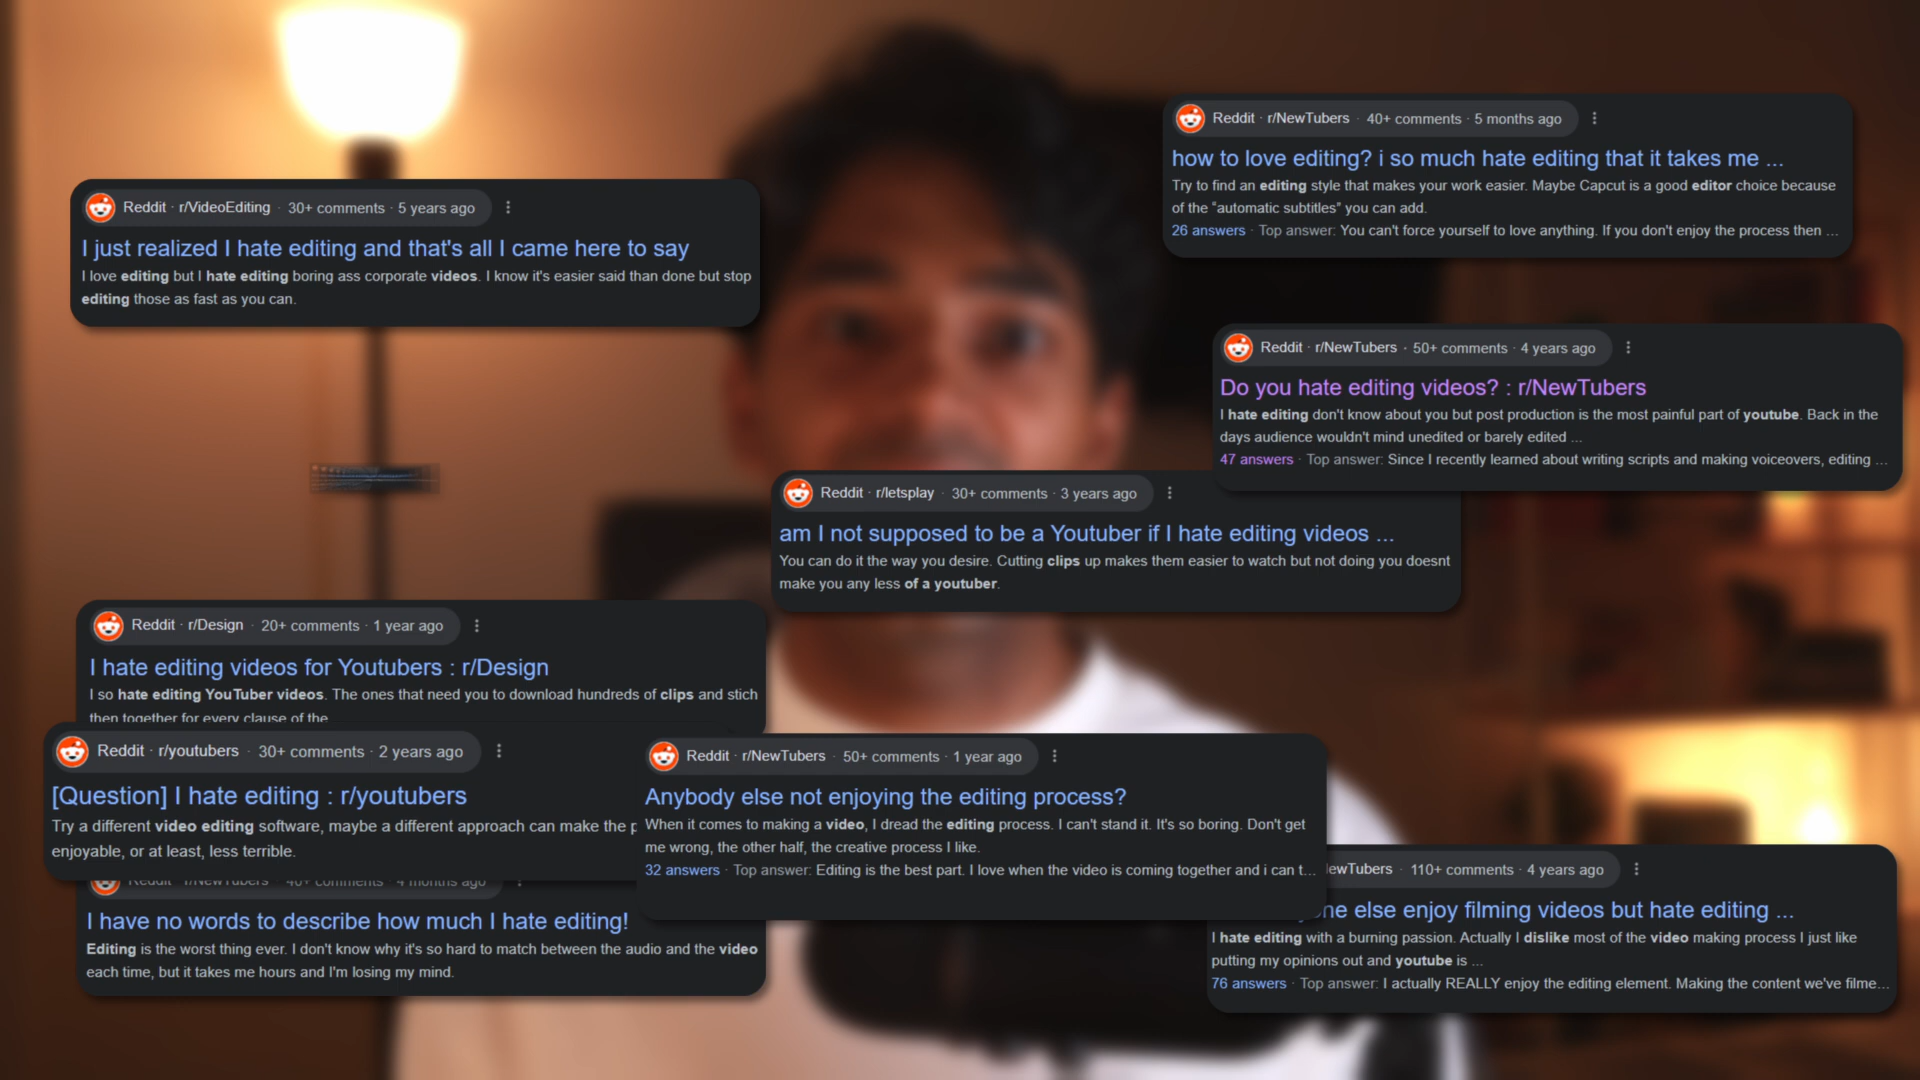 Reddit · r/NewTubers · 40+ comments · 5 months ago
how to love editing? i so much hate editing that it takes me ...
Try to find an editing style that makes your work easier. Maybe Capcut is a good editor choice because
of the “automatic subtitles” you can add.
26 answers · Top answer: You can't force yourself to love anything. If you don't enjoy the process then ...
Reddit · r/VideoEditing · 30+ comments · 5 years ago
I just realized I hate editing and that's all I came here to say
I love editing but I hate editing boring ass corporate videos. I know it's easier said than done but stop
editing those as fast as you can.
Reddit · r/NewTubers · 50+ comments · 4 years ago
Do you hate editing videos? : r/NewTubers
I hate editing don't know about you but post production is the most painful part of youtube. Back in the
days audience wouldn't mind unedited or barely edited ...
47 answers · Top answer: Since I recently learned about writing scripts and making voiceovers, editing ...
Reddit · r/letsplay · 30+ comments · 3 years ago
am I not supposed to be a Youtuber if I hate editing videos ...
You can do it the way you desire. Cutting clips up makes them easier to watch but not doing you doesnt
make you any less of a youtuber.
Reddit · r/Design · 20+ comments · 1 year ago
I hate editing videos for Youtubers : r/Design
I so hate editing YouTuber videos. The ones that need you to download hundreds of clips and stich
then together for every clause of the
Reddit · r/youtubers · 30+ comments · 2 years ago
[Question] I hate editing : r/youtubers
Try a different video editing software, maybe a different approach can make the p
enjoyable, or at least, less terrible.
Reddit · r/NewTubers · 50+ comments · 1 year ago
Anybody else not enjoying the editing process?
When it comes to making a video, I dread the editing process. I can't stand it. It's so boring. Don't get
me wrong, the other half, the creative process I like.
32 answers · Top answer: Editing is the best part. I love when the video is coming together and i can t...
Reddit · r/NewTubers · 40+ comments · 4 months ago
I have no words to describe how much I hate editing!
Editing is the worst thing ever. I don't know why it's so hard to match between the audio and the video
each time, but it takes me hours and I'm losing my mind.
ewTubers · 110+ comments · 4 years ago
ne else enjoy filming videos but hate editing ...
I hate editing with a burning passion. Actually I dislike most of the video making process I just like
putting my opinions out and youtube is ...
76 answers · Top answer: I actually REALLY enjoy the editing element. Making the content we've filme...